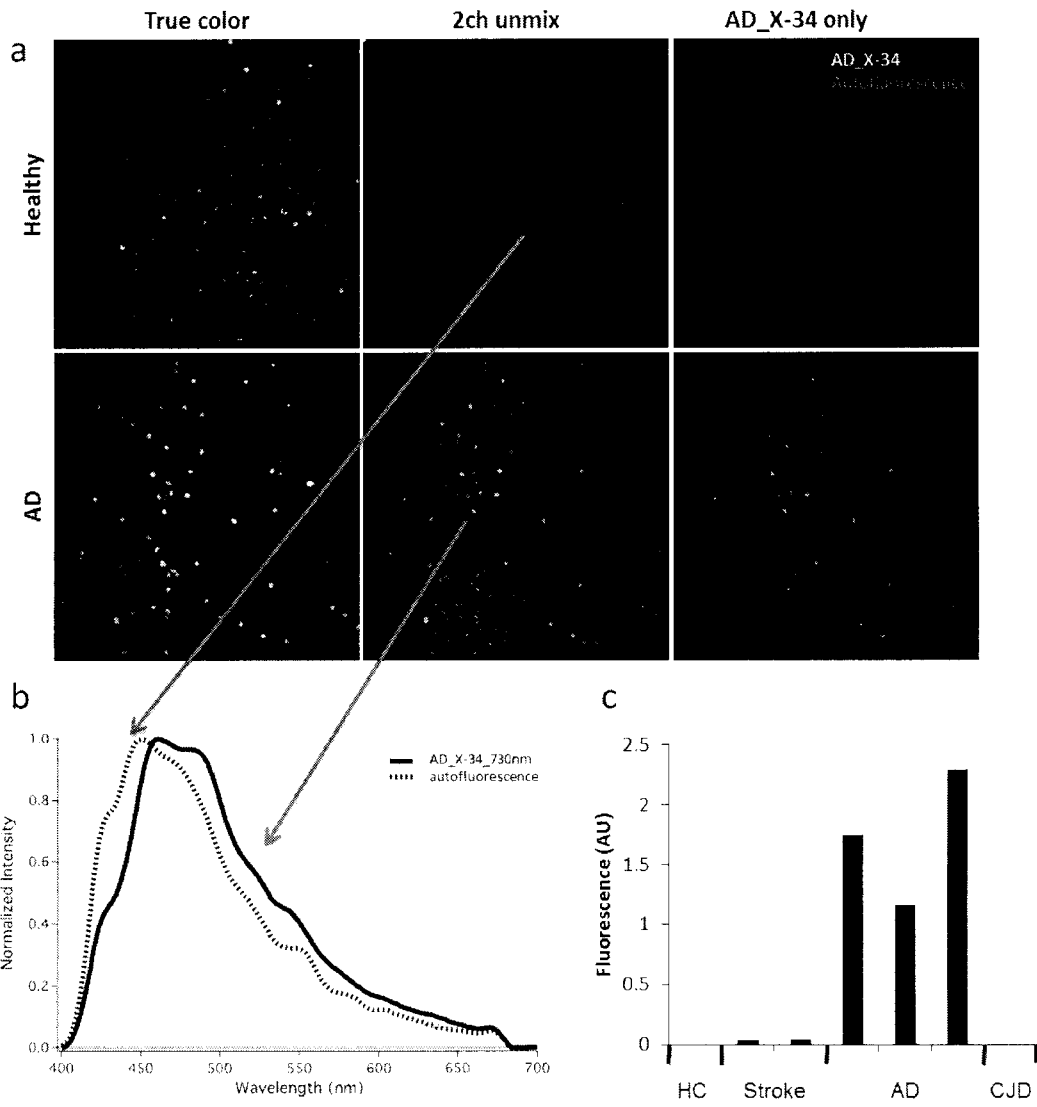 True color 2ch unmix AD_X-34 only
a
AD_X-34
Autofluorescence
Healthy
AD
b
1.0
0.8
0.6
0.4
0.2
0.0
Normalized Intensity
AD_X-34_730nm
autofluorescence
400 450 500 550 600 650 700
Wavelength (nm)
c
2.5
2
1.5
1
0.5
0
Fluorescence (AU)
HC Stroke AD CJD